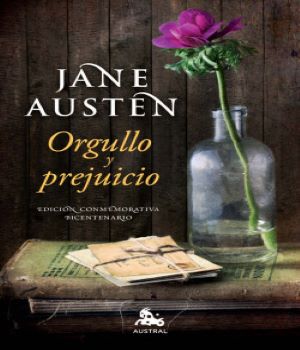 JANE
AUSTEN
Orgullo
y
prejuicio
EDICIÓN CONMEMORATIVA
BICENTENARIO
AUSTRAL